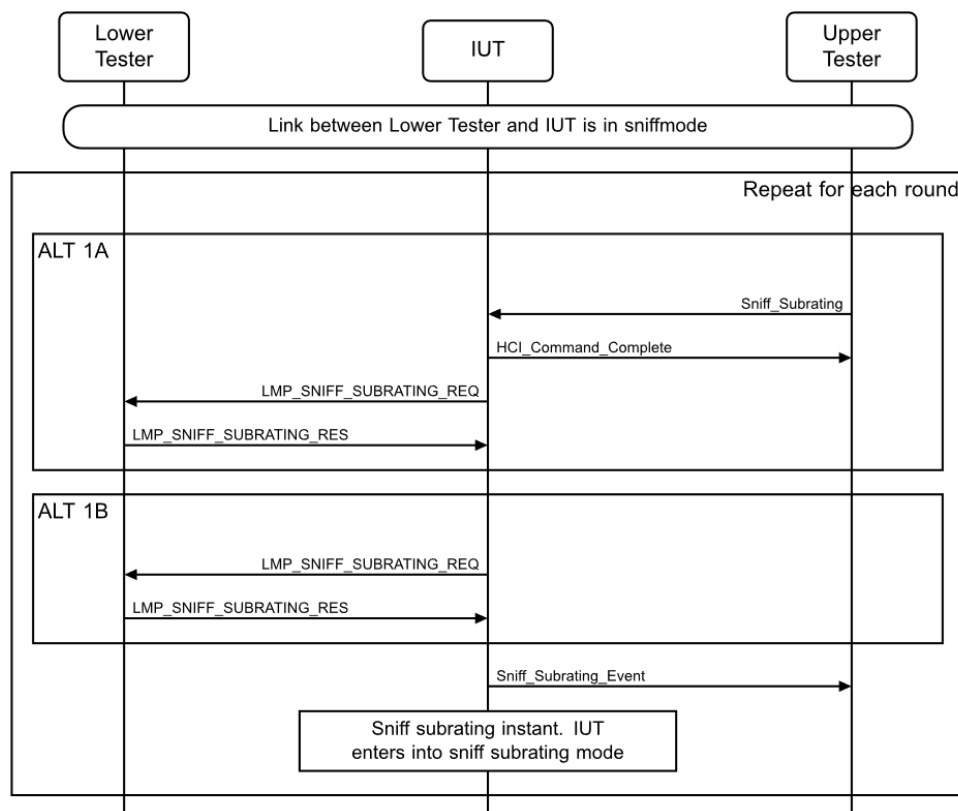 Lower
Tester
IUT
Upper
Tester
Link between Lower Tester and IUT is in sniffmode
Repeat for each round
ALT 1A
Sniff_Subrating
HCI_Command_Complete
LMP_SNIFF_SUBRATING_REQ
LMP_SNIFF_SUBRATING_RES
ALT 1B
LMP_SNIFF_SUBRATING_REQ
LMP_SNIFF_SUBRATING_RES
Sniff_Subrating_Event
Sniff subrating instant. IUT
enters into sniff subrating mode